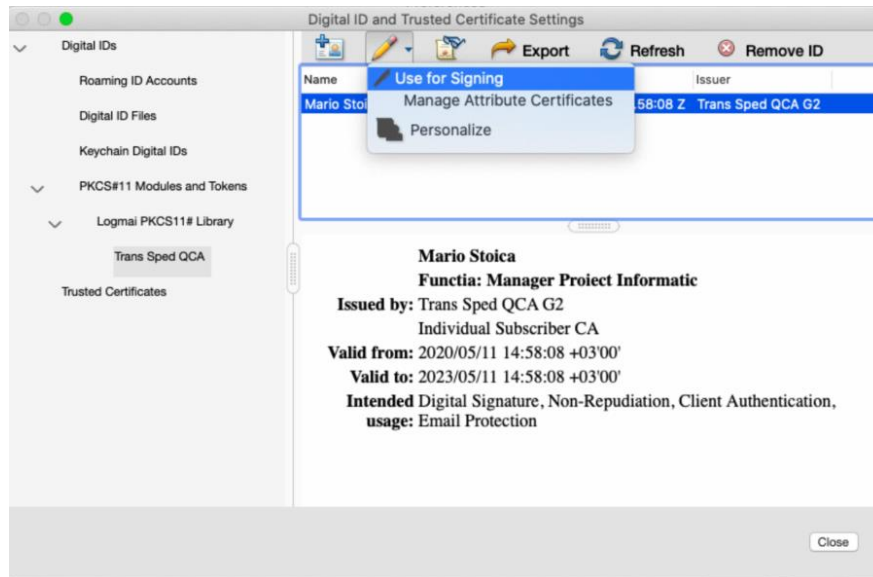 Digital ID and Trusted Certificate Settings
Digital IDs
Roaming ID Accounts
Digital ID Files
Keychain Digital IDs
PKCS#11 Modules and Tokens
Logmai PKCS11# Library
Trans Sped QCA
Trusted Certificates
Export Refresh Remove ID
Name Issuer
Use for Signing
Mario Stoi .58:08 Z Trans Sped QCA G2
Manage Attribute Certificates
Personalize
Mario Stoica
Functia: Manager Proiect Informatic
Issued by: Trans Sped QCA G2
Individual Subscriber CA
Valid from: 2020/05/11 14:58:08 +03'00'
Valid to: 2023/05/11 14:58:08 +03'00'
Intended Digital Signature, Non-Repudiation, Client Authentication,
usage: Email Protection
Close